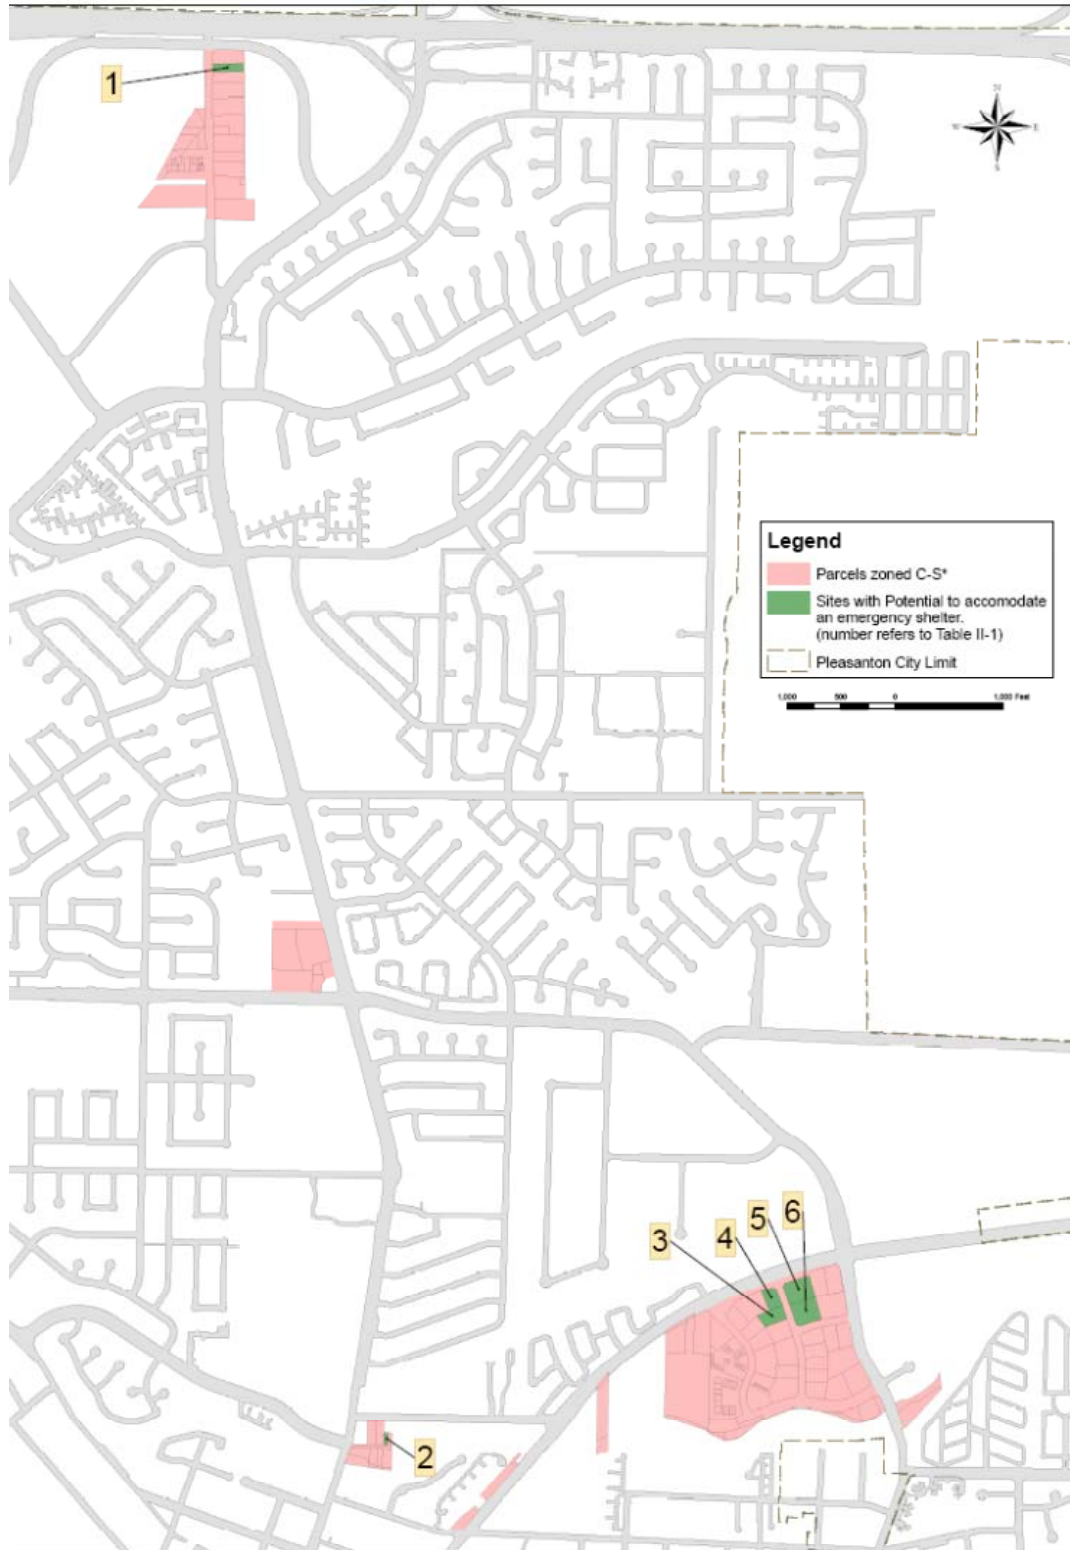 1
N
W
E
S
Legend
Parcels zoned C-S*
Sites with Potential to accomodate
an emergency shelter.
(number refers to Table II-1)
Pleasanton City Limit
1,000 500 0 1,000 Feet
3
4
5
6
2